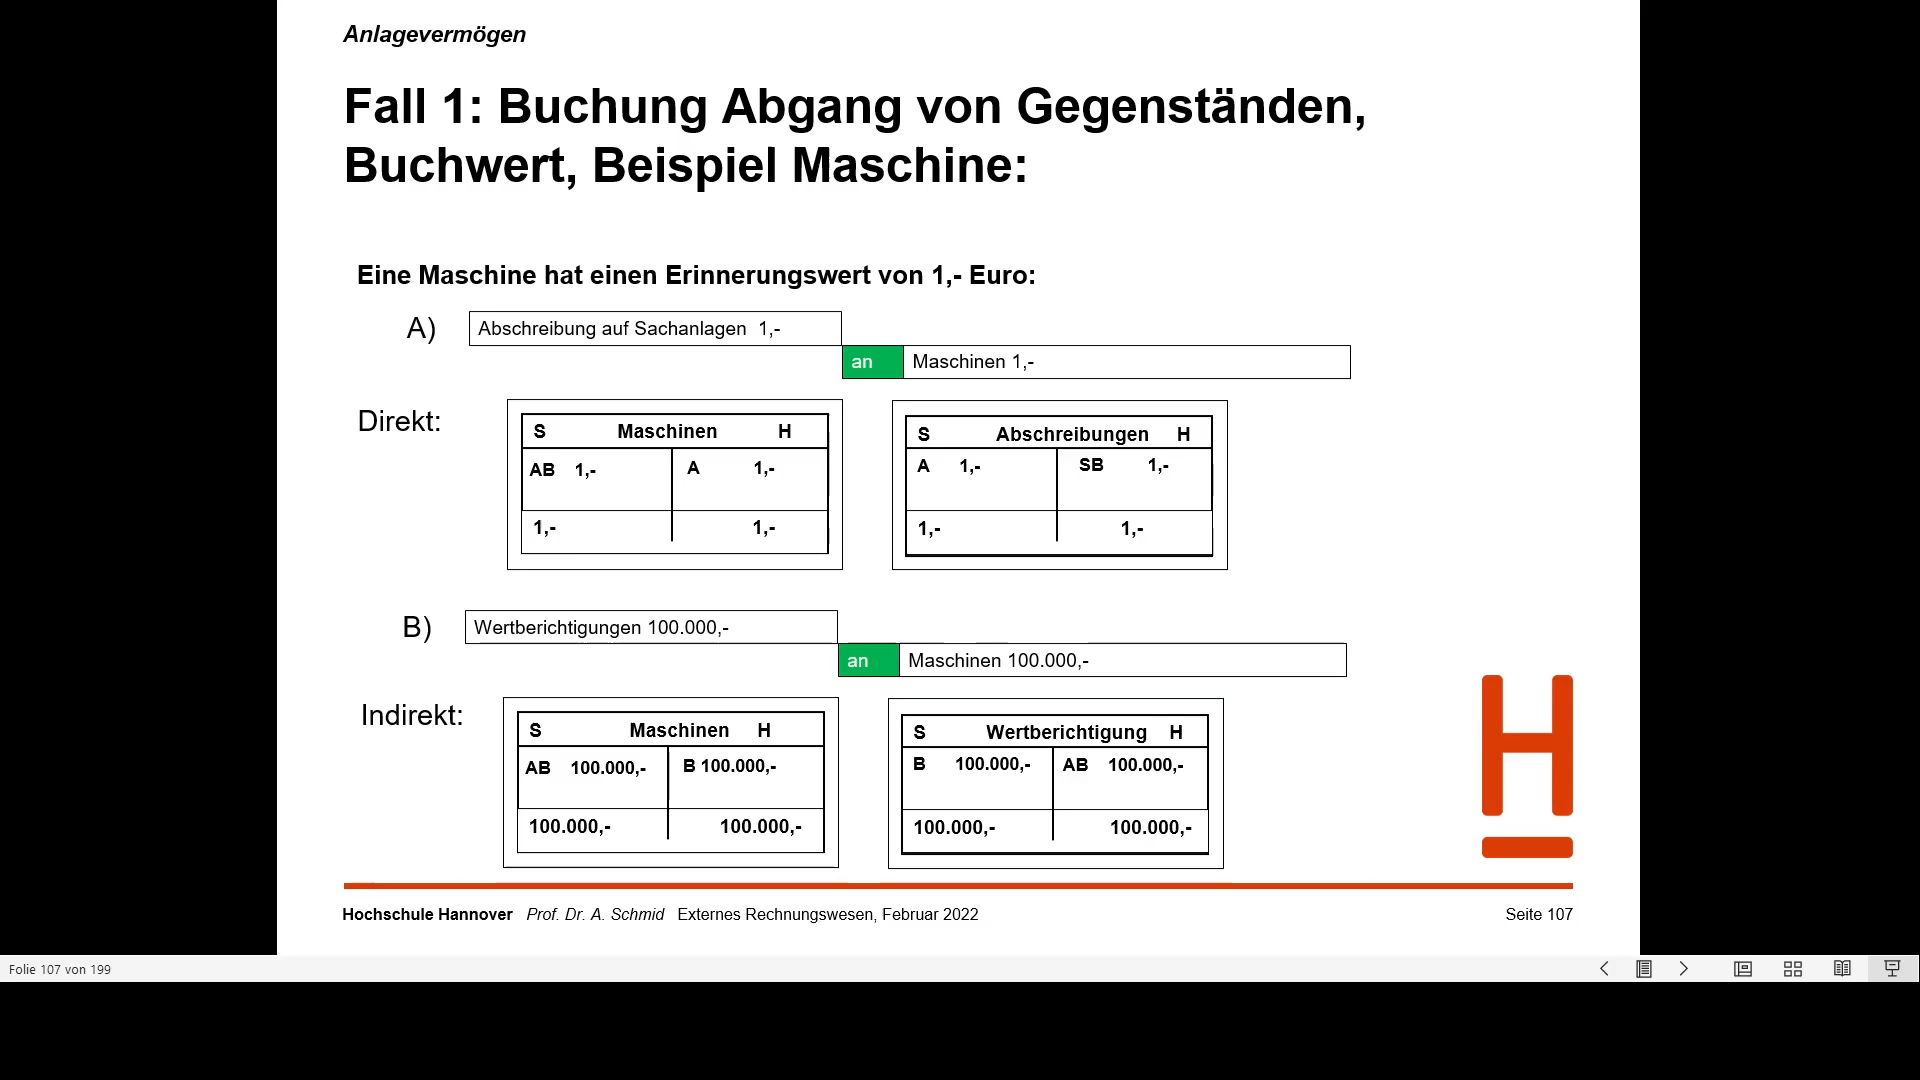 Anlagevermögen
Fall 1: Buchung Abgang von Gegenständen,
Buchwert, Beispiel Maschine:
Eine Maschine hat einen Erinnerungswert von 1,- Euro:
A) Abschreibung auf Sachanlagen 1,-
an Maschinen 1,-
Direkt:
S Maschinen H
AB 1,- A 1,-
1,- 1,-
S Abschreibungen H
A 1,- SB 1,-
1,- 1,-
B) Wertberichtigungen 100.000,-
an Maschinen 100.000,-
Indirekt:
S Maschinen H
AB 100.000,- B 100.000,-
100.000,- 100.000,-
S Wertberichtigung H
B 100.000,- AB 100.000,-
100.000,- 100.000,-
H
Hochschule Hannover Prof. Dr. A. Schmid Externes Rechnungswesen, Februar 2022 Seite 107
Folie 107 von 199